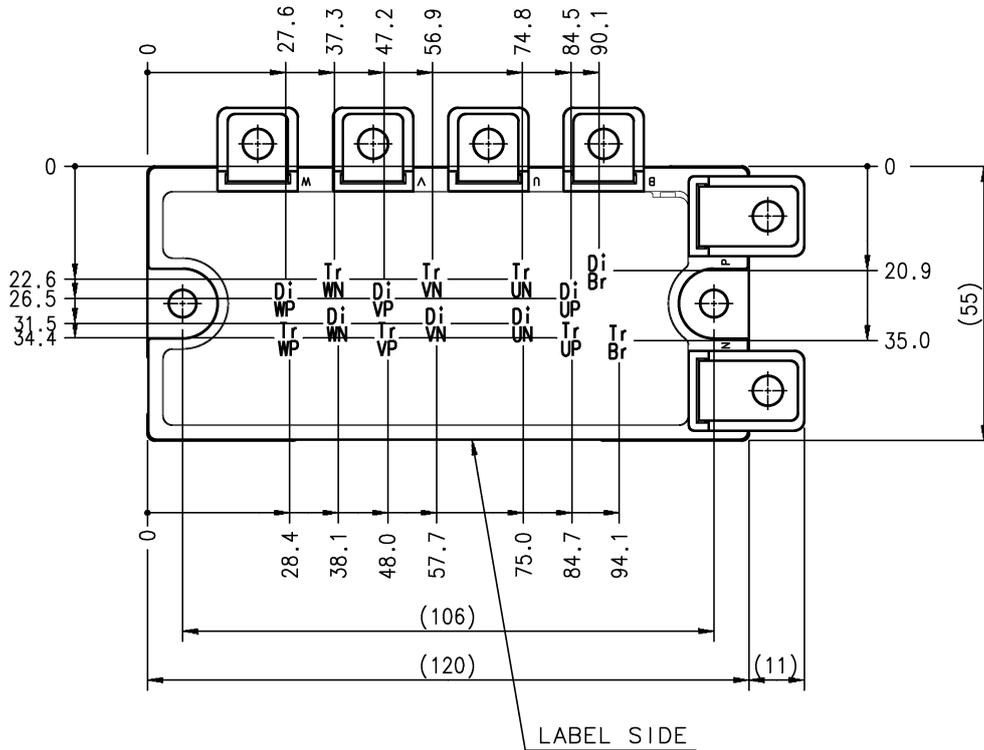 0 27.6 37.3 47.2 56.9 74.8 84.5 90.1
0 0
W V U B
P
22.6 20.9
26.5
31.5
34.4 35.0
Tr WN Tr VN Tr UN Di Br
Di WP Di VP Di UP
Di WN Di VN Di UN
Tr WP Tr VP Tr UP Tr Br
N
(55)
0 28.4 38.1 48.0 57.7 75.0 84.7 94.1
(106)
(120) (11)
LABEL SIDE